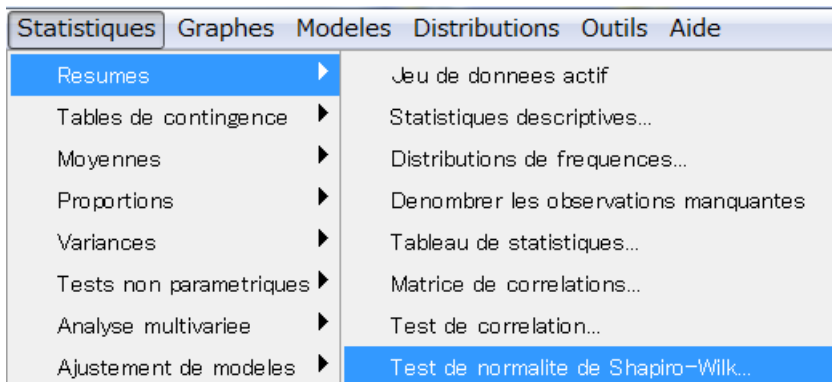 Statistiques Graphes Modeles Distributions Outils Aide
Resumes
Tables de contingence
Moyennes
Proportions
Variances
Tests non parametriques
Analyse multivariee
Ajustement de modeles
Jeu de donnees actif
Statistiques descriptives...
Distributions de frequences...
Denombrer les observations manquantes
Tableau de statistiques...
Matrice de correlations...
Test de correlation...
Test de normalite de Shapiro-Wilk...